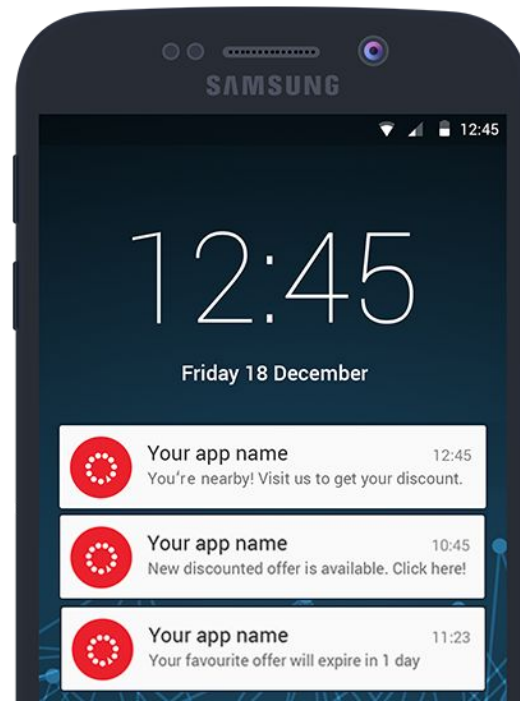 SAMSUNG
12:45
12:45
Friday 18 December
Your app name 12:45
You're nearby! Visit us to get your discount.
Your app name 10:45
New discounted offer is available. Click here!
Your app name 11:23
Your favourite offer will expire in 1 day